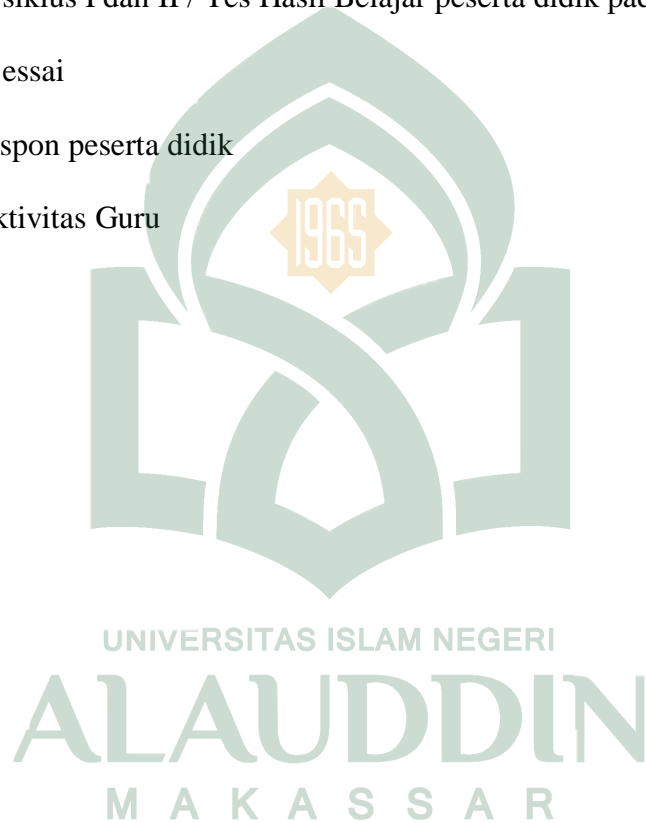 siklus I dan II / Tes Hasil Belajar peserta didik pad
essai
spon peserta didik
ktivitas Guru
1965
UNIVERSITAS ISLAM NEGERI
ALAUDDIN
MAKASSAR